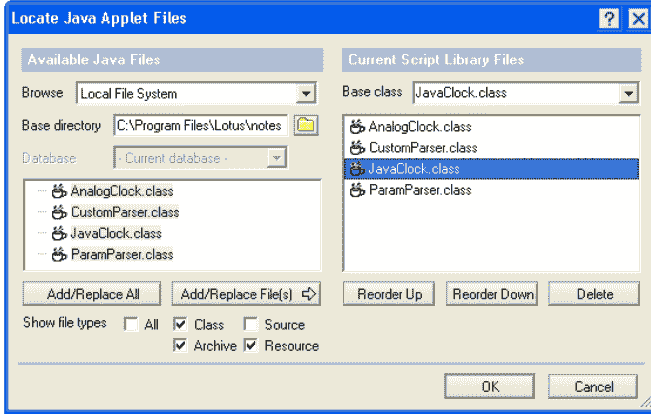 Locate Java Applet Files
Available Java Files
Browse Local File System
Base directory C:\Program Files\Lotus\notes
Database - Current database -
AnalogClock.class
CustomParser.class
JavaClock.class
ParamParser.class
Add/Replace All Add/Replace File(s)
Show file types All Class Source
Archive Resource
Current Script Library Files
Base class JavaClock.class
AnalogClock.class
CustomParser.class
JavaClock.class
ParamParser.class
Reorder Up Reorder Down Delete
OK Cancel